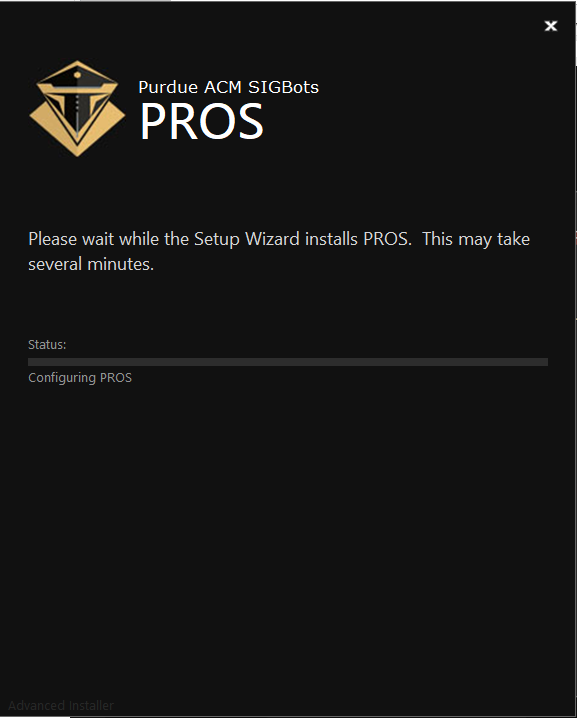 Purdue ACM SIGBots
PROS
Please wait while the Setup Wizard installs PROS.  This may take
several minutes.
Status:
Configuring PROS
Advanced Installer